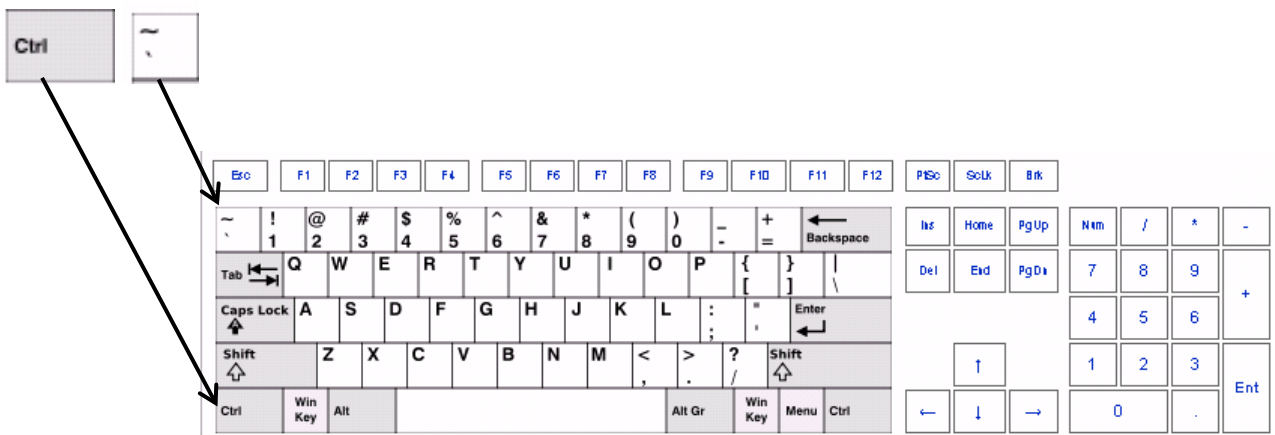 Ctrl ~ `
Esc F1 F2 F3 F4 F5 F6 F7 F8 F9 F10 F11 F12 PtSc ScLk Brk
~ ! @ # $ % ^ & * ( ) _ +
` 1 2 3 4 5 6 7 8 9 0 - = Backspace Ins Home PgUp Num / * -
Tab Q W E R T Y U I O P { } | Del End PgDn 7 8 9 +
[ ] \
Caps Lock A S D F G H J K L : " Enter 4 5 6
; '
Shift Z X C V B N M < > ? Shift ↑ 1 2 3 Ent
, . /
Ctrl Win Key Alt Alt Gr Win Key Menu Ctrl ← ↓ → 0 .